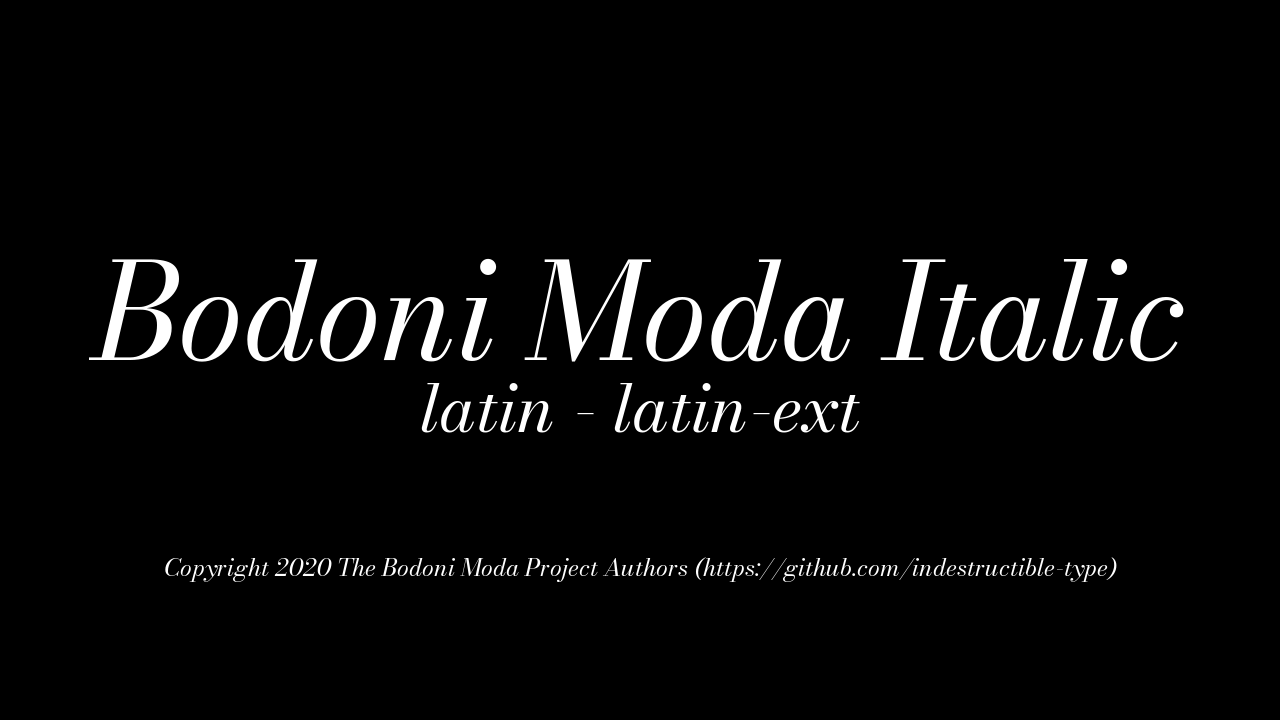 Bodoni Moda Italic
latin - latin-ext
Copyright 2020 The Bodoni Moda Project Authors (https://github.com/indestructible-type)